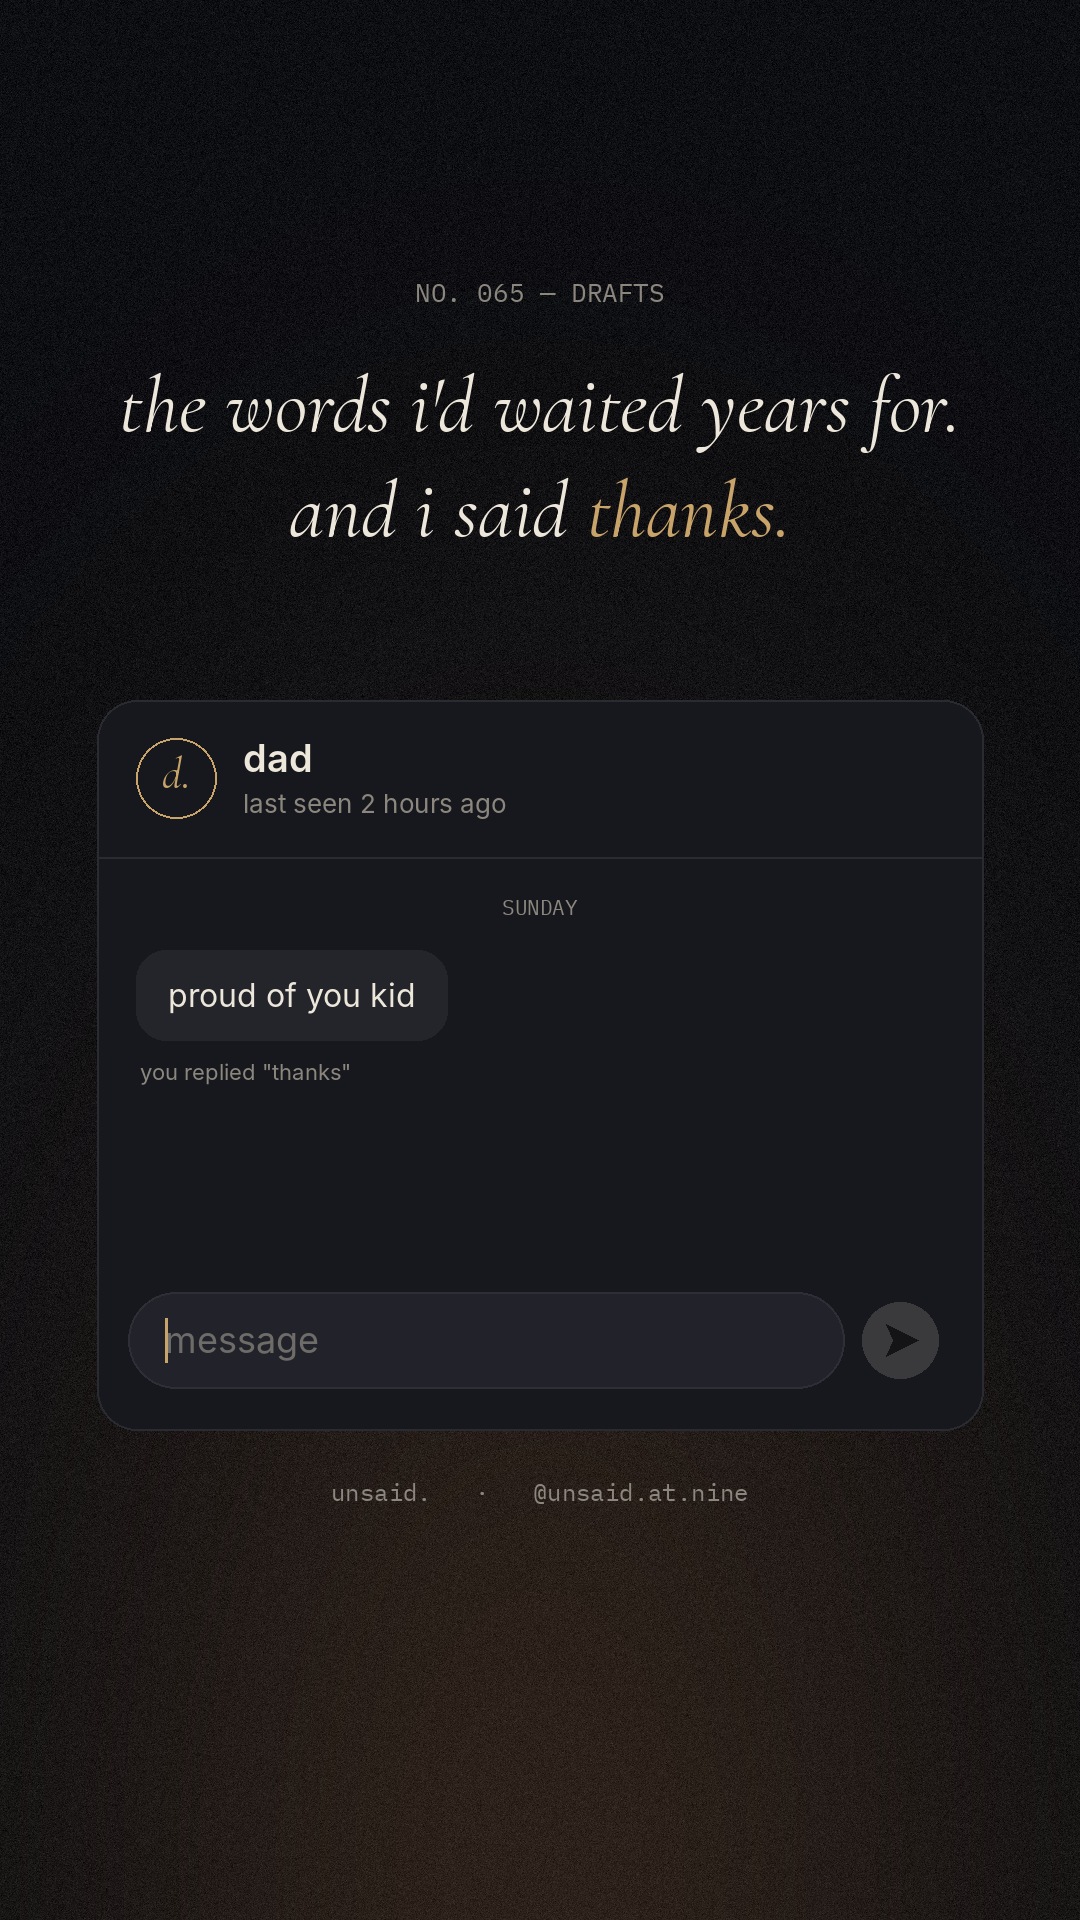 NO. 065 — DRAFTS
the words i'd waited years for.
and i said thanks.
d.
dad
last seen 2 hours ago
SUNDAY
proud of you kid
you replied "thanks"
message
unsaid. · @unsaid.at.nine